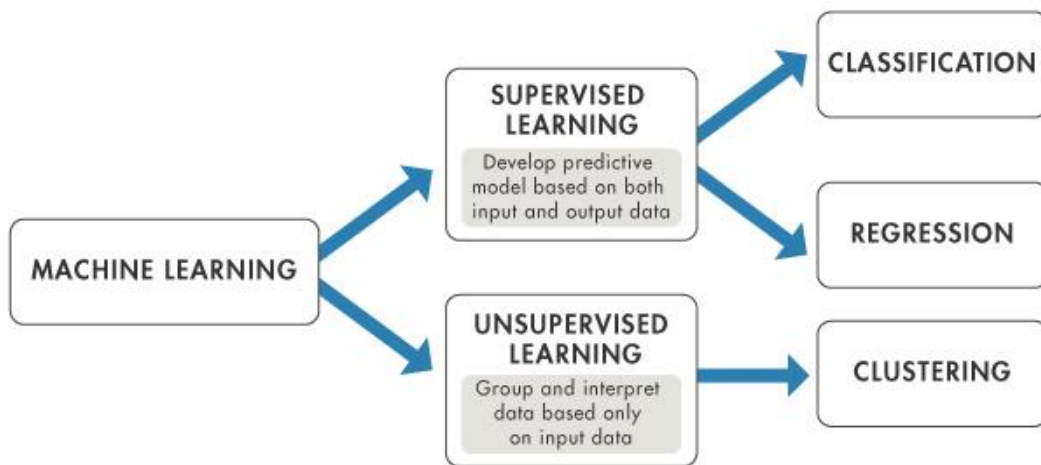 MACHINE LEARNING
SUPERVISED
LEARNING
Develop predictive
model based on both
input and output data
UNSUPERVISED
LEARNING
Group and interpret
data based only
on input data
CLASSIFICATION
REGRESSION
CLUSTERING